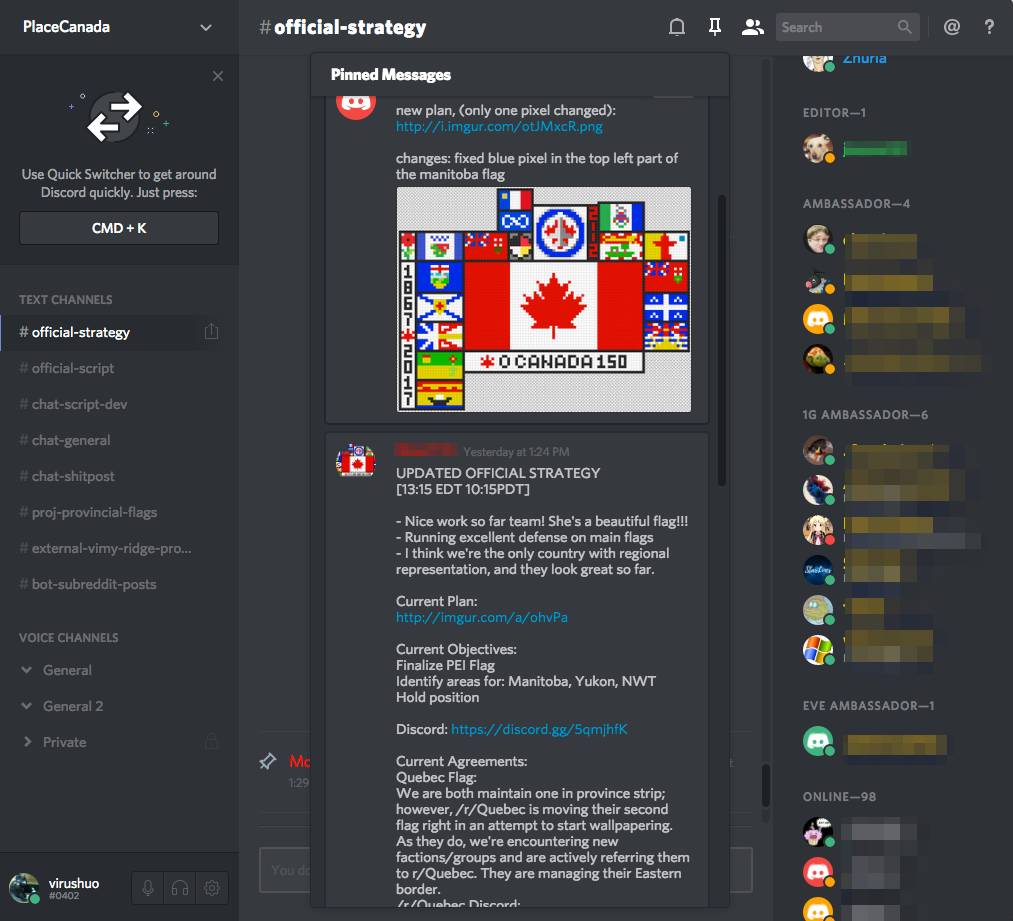 PlaceCanada
Use Quick Switcher to get around
Discord quickly. Just press:
CMD + K
TEXT CHANNELS
# official-strategy
# official-script
# chat-script-dev
# chat-general
# chat-shitpost
# proj-provincial-flags
# external-vimy-ridge-pro...
# bot-subreddit-posts
VOICE CHANNELS
General
General 2
Private
virushuo
#0402
#official-strategy
Search
@
?
Pinned Messages
new plan, (only one pixel changed):
http://i.imgur.com/otJMxcR.png
changes: fixed blue pixel in the top left part of
the manitoba flag
1867
2017
O CANADA 150
Yesterday at 1:24 PM
UPDATED OFFICIAL STRATEGY
[13:15 EDT 10:15PDT]
- Nice work so far team! She's a beautiful flag!!!
- Running excellent defense on main flags
- I think we're the only country with regional
representation, and they look great so far.
Current Plan:
http://imgur.com/a/ohvPa
Current Objectives:
Finalize PEI Flag
Identify areas for: Manitoba, Yukon, NWT
Hold position
Discord: https://discord.gg/5qmjhfK
Current Agreements:
Quebec Flag:
We are both maintain one in province strip;
however, /r/Quebec is moving their second
flag right in an attempt to start wallpapering.
As they do, we're encountering new
factions/groups and are actively referring them
to r/Quebec. They are managing their Eastern
border.
/r/Quebec Discord:
Mo
1:29
You do
Zhuria
EDITOR—1
AMBASSADOR—4
1G AMBASSADOR—6
EVE AMBASSADOR—1
ONLINE—98